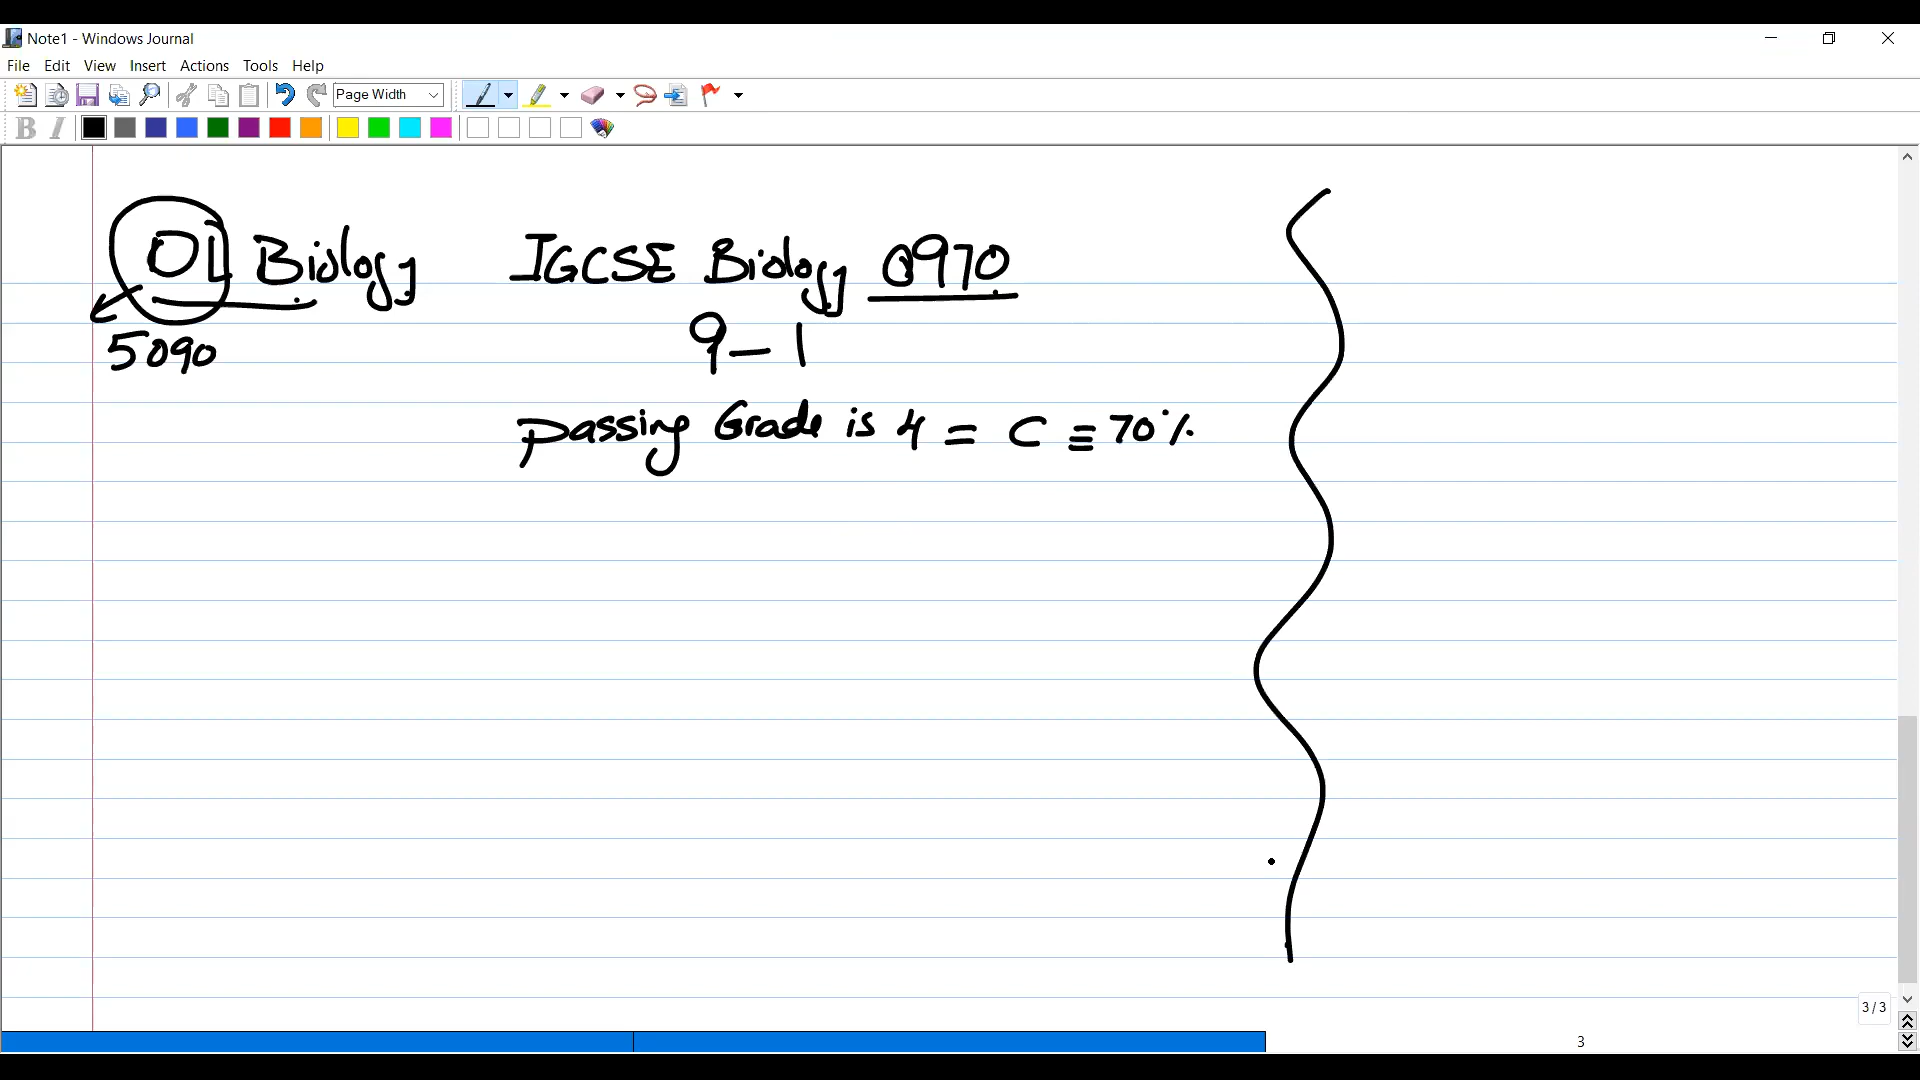 Note1 - Windows Journal
File Edit View Insert Actions Tools Help
Page Width
B I
OL Biology IGCSE Biology 0970
5090 9-1
passing Grade is 4 = C ≡ 70%
3 / 3
3